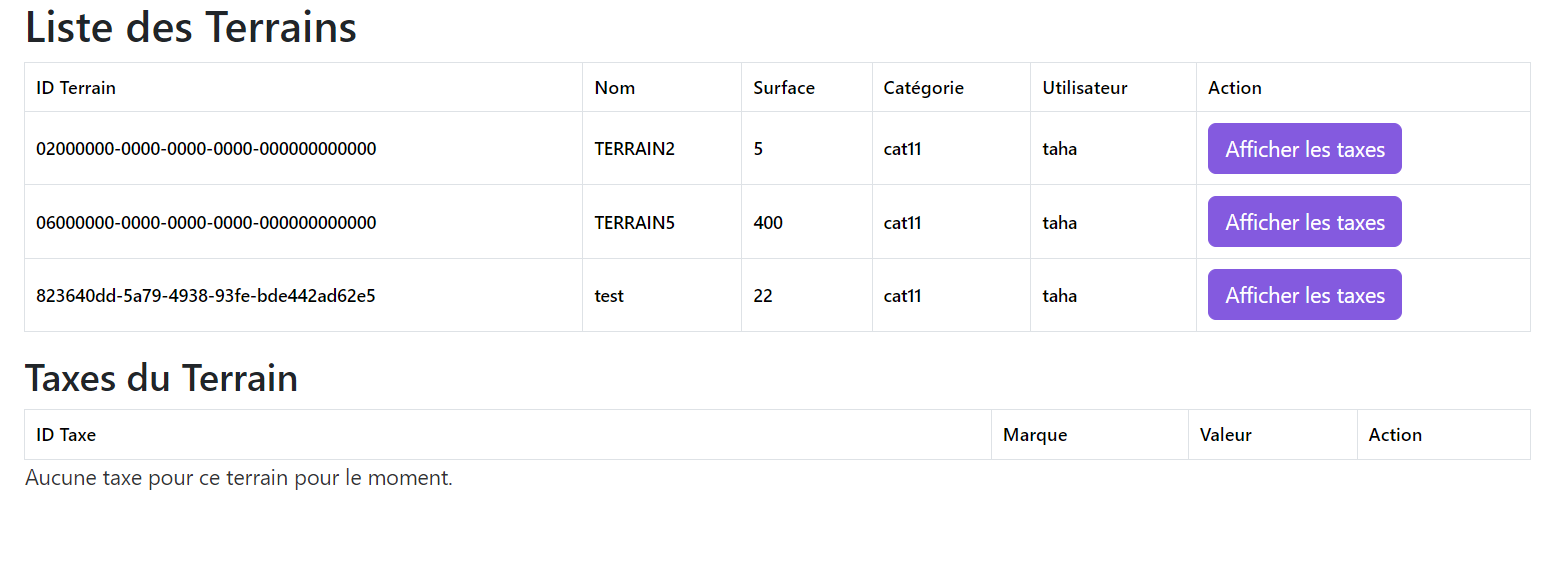 Liste des Terrains
ID Terrain Nom Surface Catégorie Utilisateur Action
02000000-0000-0000-0000-000000000000 TERRAIN2 5 cat11 taha Afficher les taxes
06000000-0000-0000-0000-000000000000 TERRAIN5 400 cat11 taha Afficher les taxes
823640dd-5a79-4938-93fe-bde442ad62e5 test 22 cat11 taha Afficher les taxes
Taxes du Terrain
ID Taxe Marque Valeur Action
Aucune taxe pour ce terrain pour le moment.